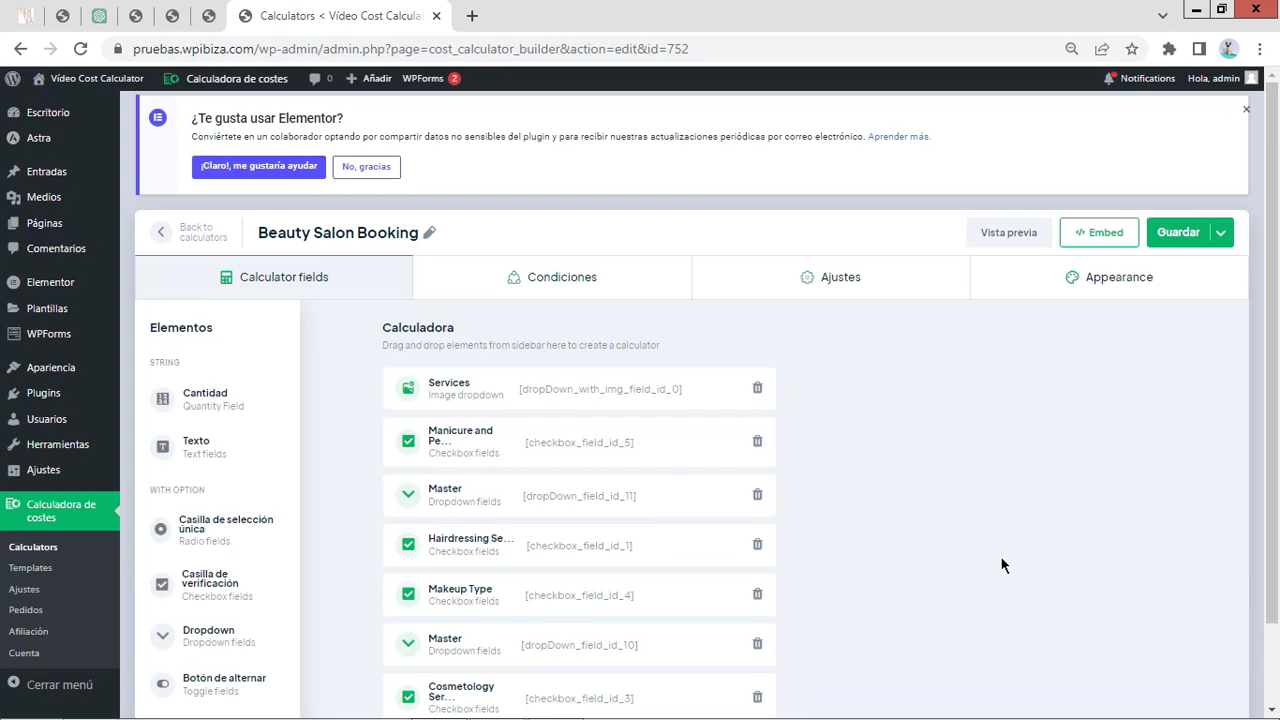 Calculators < Vídeo Cost Calcula
pruebas.wpibiza.com/wp-admin/admin.php?page=cost_calculator_builder&action=edit&id=752
Vídeo Cost Calculator
Calculadora de costes
0
Añadir
WPForms 2
Notifications
Hola, admin
Escritorio
Astra
Entradas
Medios
Páginas
Comentarios
Elementor
Plantillas
WPForms
Apariencia
Plugins
Usuarios
Herramientas
Ajustes
Calculadora de
costes
Calculators
Templates
Ajustes
Pedidos
Afiliación
Cuenta
Cerrar menú
¿Te gusta usar Elementor?
Conviértete en un colaborador optando por compartir datos no sensibles del plugin y para recibir nuestras actualizaciones periódicas por correo electrónico. Aprender más.
¡Claro!, me gustaría ayudar
No, gracias
Back to
calculators
Beauty Salon Booking
Vista previa
</> Embed
Guardar
Calculator fields
Condiciones
Ajustes
Appearance
Elementos
STRING
Cantidad
Quantity Field
Texto
Text fields
WITH OPTION
Casilla de selección
única
Radio fields
Casilla de
verificación
Checkbox fields
Dropdown
Dropdown fields
Botón de alternar
Toggle fields
Calculadora
Drag and drop elements from sidebar here to create a calculator
Services
Image dropdown
[dropDown_with_img_field_id_0]
Manicure and
Pe...
Checkbox fields
[checkbox_field_id_5]
Master
Dropdown fields
[dropDown_field_id_11]
Hairdressing Se...
Checkbox fields
[checkbox_field_id_1]
Makeup Type
Checkbox fields
[checkbox_field_id_4]
Master
Dropdown fields
[dropDown_field_id_10]
Cosmetology
Ser...
Checkbox fields
[checkbox_field_id_3]